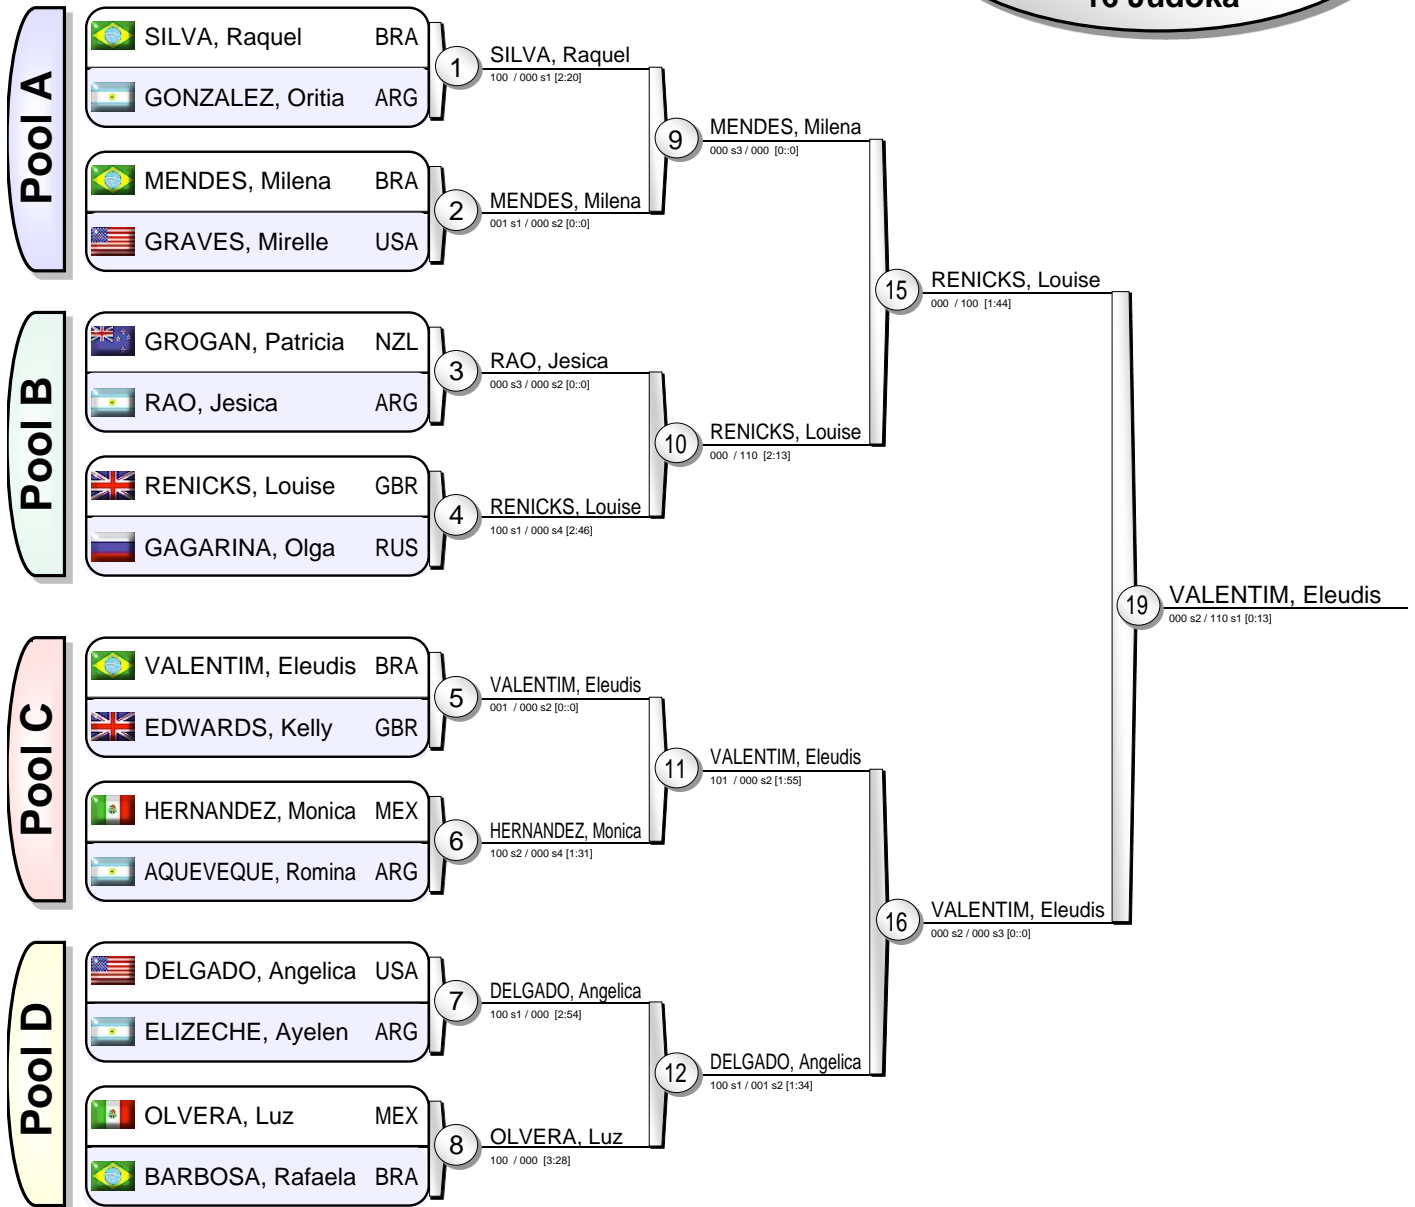 16 Judoka
Pool A
SILVA, Raquel BRA
GONZALEZ, Oritia ARG
1
SILVA, Raquel
100 / 000 s1 [2:20]
MENDES, Milena BRA
GRAVES, Mirelle USA
2
MENDES, Milena
001 s1 / 000 s2 [0::0]
9
MENDES, Milena
000 s3 / 000 [0::0]
Pool B
GROGAN, Patricia NZL
RAO, Jesica ARG
3
RAO, Jesica
000 s3 / 000 s2 [0::0]
RENICKS, Louise GBR
GAGARINA, Olga RUS
4
RENICKS, Louise
100 s1 / 000 s4 [2:46]
10
RENICKS, Louise
000 / 110 [2:13]
15
RENICKS, Louise
000 / 100 [1:44]
Pool C
VALENTIM, Eleudis BRA
EDWARDS, Kelly GBR
5
VALENTIM, Eleudis
001 / 000 s2 [0::0]
HERNANDEZ, Monica MEX
AQUEVEQUE, Romina ARG
6
HERNANDEZ, Monica
100 s2 / 000 s4 [1:31]
11
VALENTIM, Eleudis
101 / 000 s2 [1:55]
Pool D
DELGADO, Angelica USA
ELIZECHE, Ayelen ARG
7
DELGADO, Angelica
100 s1 / 000 [2:54]
OLVERA, Luz MEX
BARBOSA, Rafaela BRA
8
OLVERA, Luz
100 / 000 [3:28]
12
DELGADO, Angelica
100 s1 / 001 s2 [1:34]
16
VALENTIM, Eleudis
000 s2 / 000 s3 [0::0]
19
VALENTIM, Eleudis
000 s2 / 110 s1 [0:13]